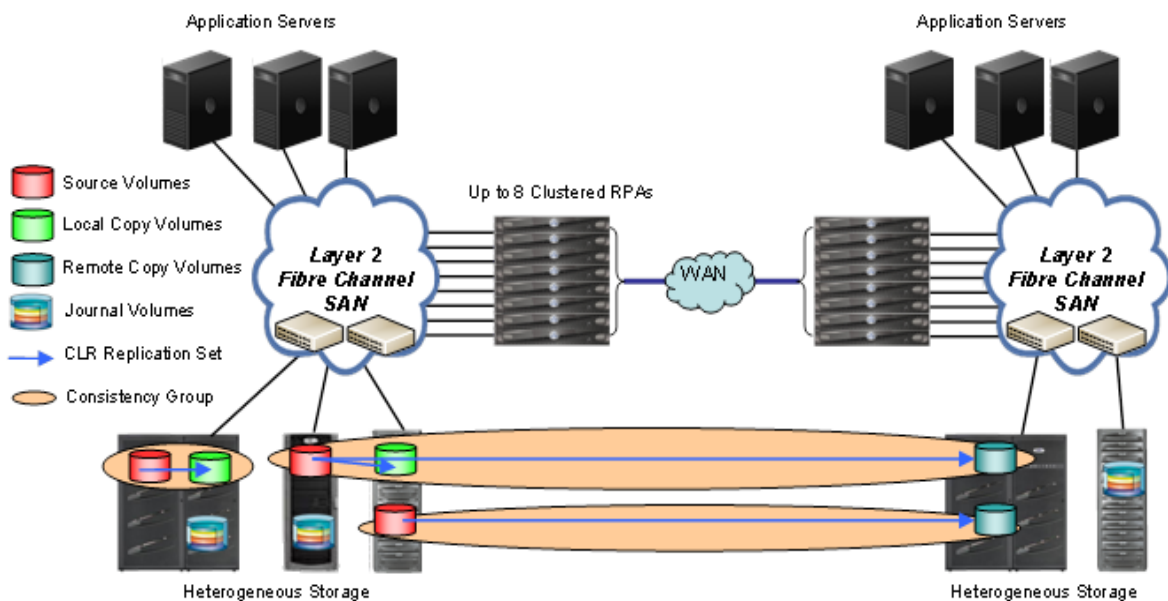 Application Servers
Application Servers
Source Volumes
Up to 8 Clustered RPAs
Local Copy Volumes
Layer 2
Fibre Channel
SAN
WAN
Layer 2
Fibre Channel
SAN
Remote Copy Volumes
Journal Volumes
CLR Replication Set
Consistency Group
Heterogeneous Storage
Heterogeneous Storage